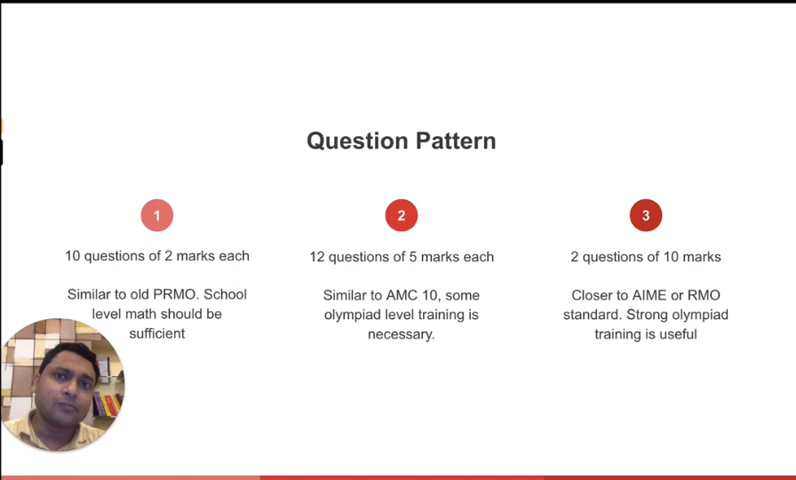 Question Pattern
1
10 questions of 2 marks each
Similar to old PRMO. School
level math should be
sufficient
2
12 questions of 5 marks each
Similar to AMC 10, some
olympiad level training is
necessary.
3
2 questions of 10 marks
Closer to AIME or RMO
standard. Strong olympiad
training is useful